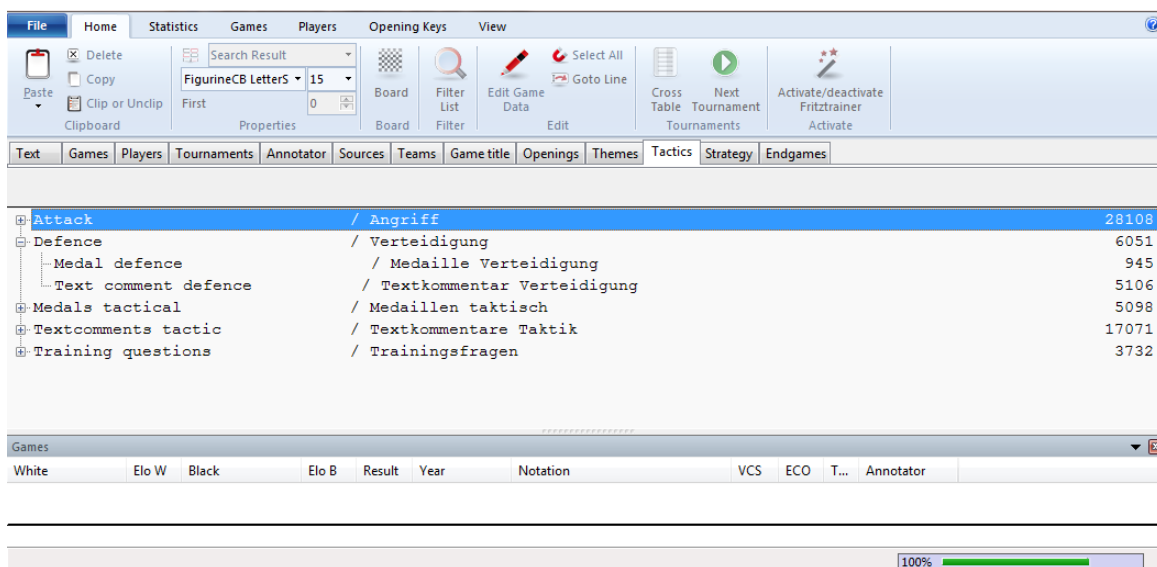 File Home Statistics Games Players Opening Keys View
Delete
Copy
Clip or Unclip
Paste
Clipboard
Search Result
FigurineCB LetterS 15
First 0
Properties
Board
Board
Filter List
Filter
Edit Game Data
Select All
Goto Line
Edit
Cross Table
Next Tournament
Tournaments
Activate/deactivate Fritztrainer
Activate
Text Games Players Tournaments Annotator Sources Teams Game title Openings Themes Tactics Strategy Endgames
Attack / Angriff 28108
Defence / Verteidigung 6051
Medal defence / Medaille Verteidigung 945
Text comment defence / Textkommentar Verteidigung 5106
Medals tactical / Medaillen taktisch 5098
Textcomments tactic / Textkommentare Taktik 17071
Training questions / Trainingsfragen 3732
Games
White Elo W Black Elo B Result Year Notation VCS ECO T... Annotator
100%